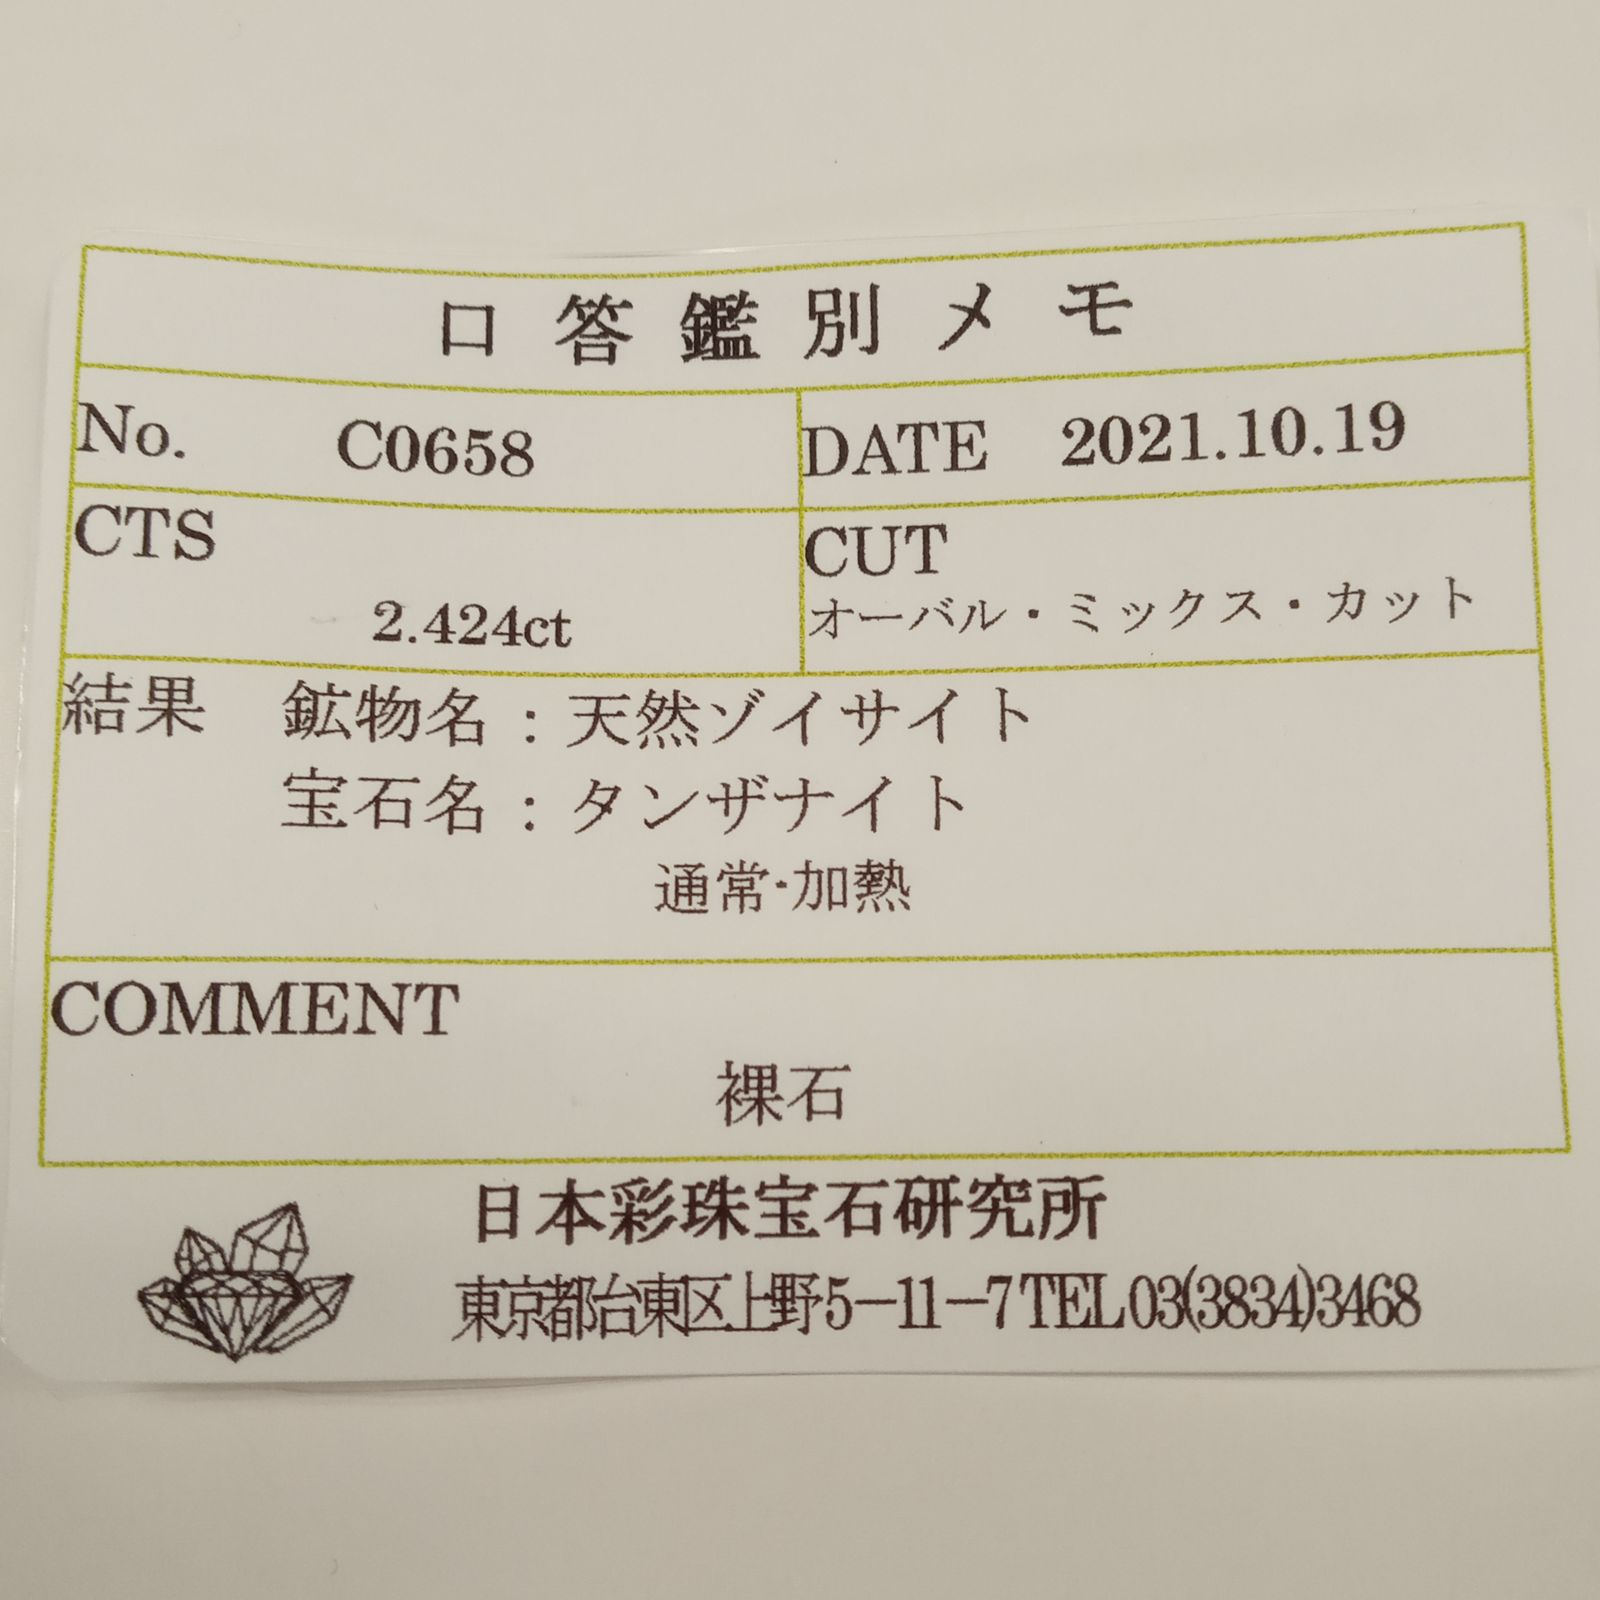 口答鑑別メモ
No. C0658 DATE 2021.10.19
CTS CUT
2.424ct オーバル・ミックス・カット
結果 鉱物名：天然ゾイサイト
宝石名：タンザナイト
通常・加熱
COMMENT
裸石
日本彩珠宝石研究所
東京都台東区上野5－11－7 TEL 03(3834)3468